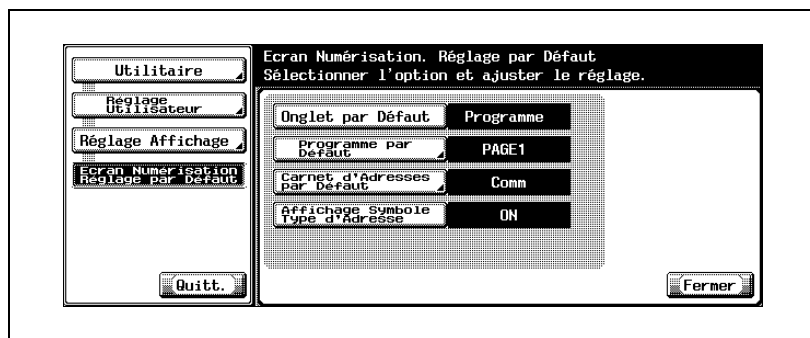 Utilitaire
Réglage
Utilisateur
Réglage Affichage
Ecran Numérisation
Réglage par Défaut
Quitt.
Ecran Numérisation. Réglage par Défaut
Sélectionner l'option et ajuster le réglage.
Onglet par Défaut Programme
Programme par
Défaut
PAGE1
Carnet d'Adresses
par Défaut
Comm
Affichage Symbole
Type d'Adresse
ON
Fermer